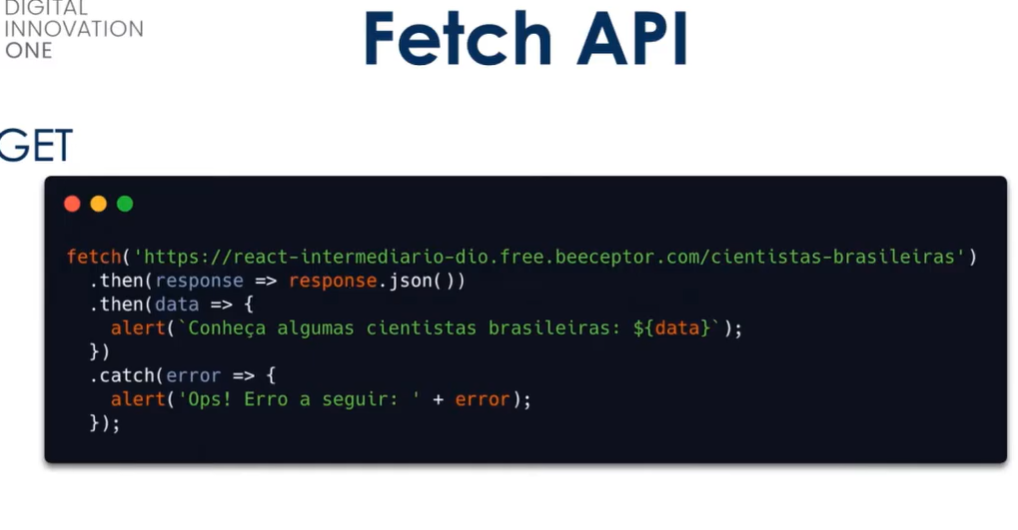 DIGITAL
INNOVATION
ONE
Fetch API
GET
fetch('https://react-intermediario-dio.free.beeceptor.com/cientistas-brasileiras')
  .then(response => response.json())
  .then(data => {
    alert(`Conheça algumas cientistas brasileiras: ${data}`);
  })
  .catch(error => {
    alert('Ops! Erro a seguir: ' + error);
  });